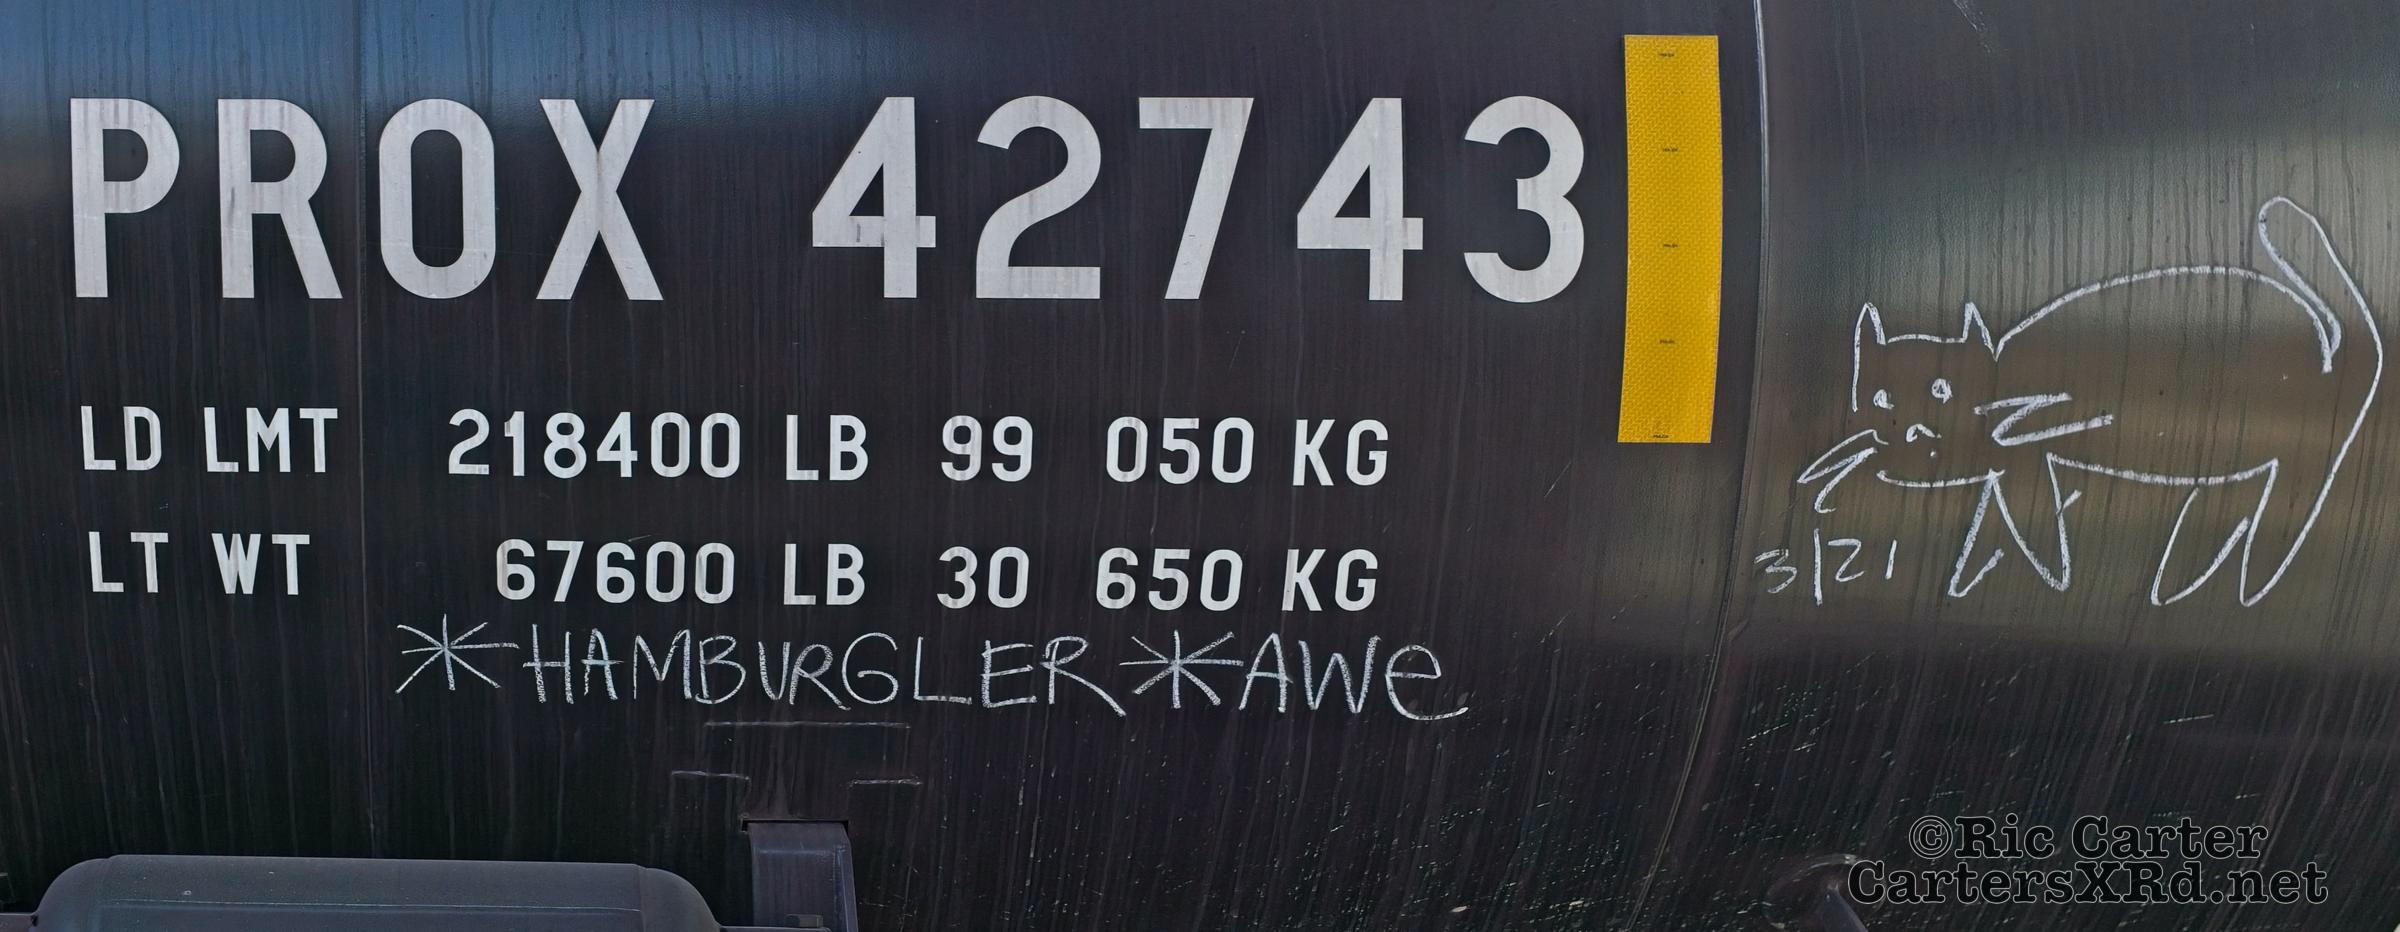 PROX 42743
LD LMT 218400 LB 99 050 KG
LT WT 67600 LB 30 650 KG
*HAMBURGLER*AWe
3/21
©Ric Carter
CartersXRd.net